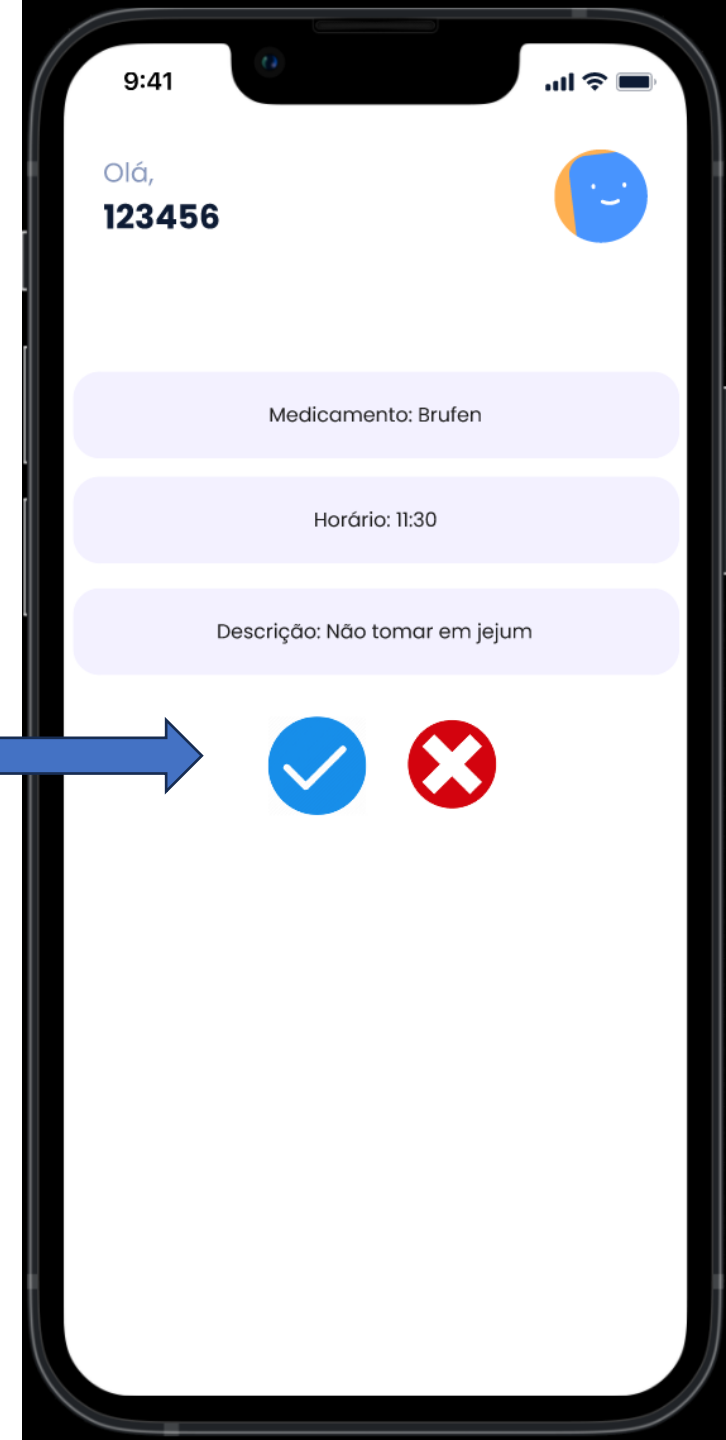 9:41
Olá,
123456
Medicamento: Brufen
Horário: 11:30
Descrição: Não tomar em jejum